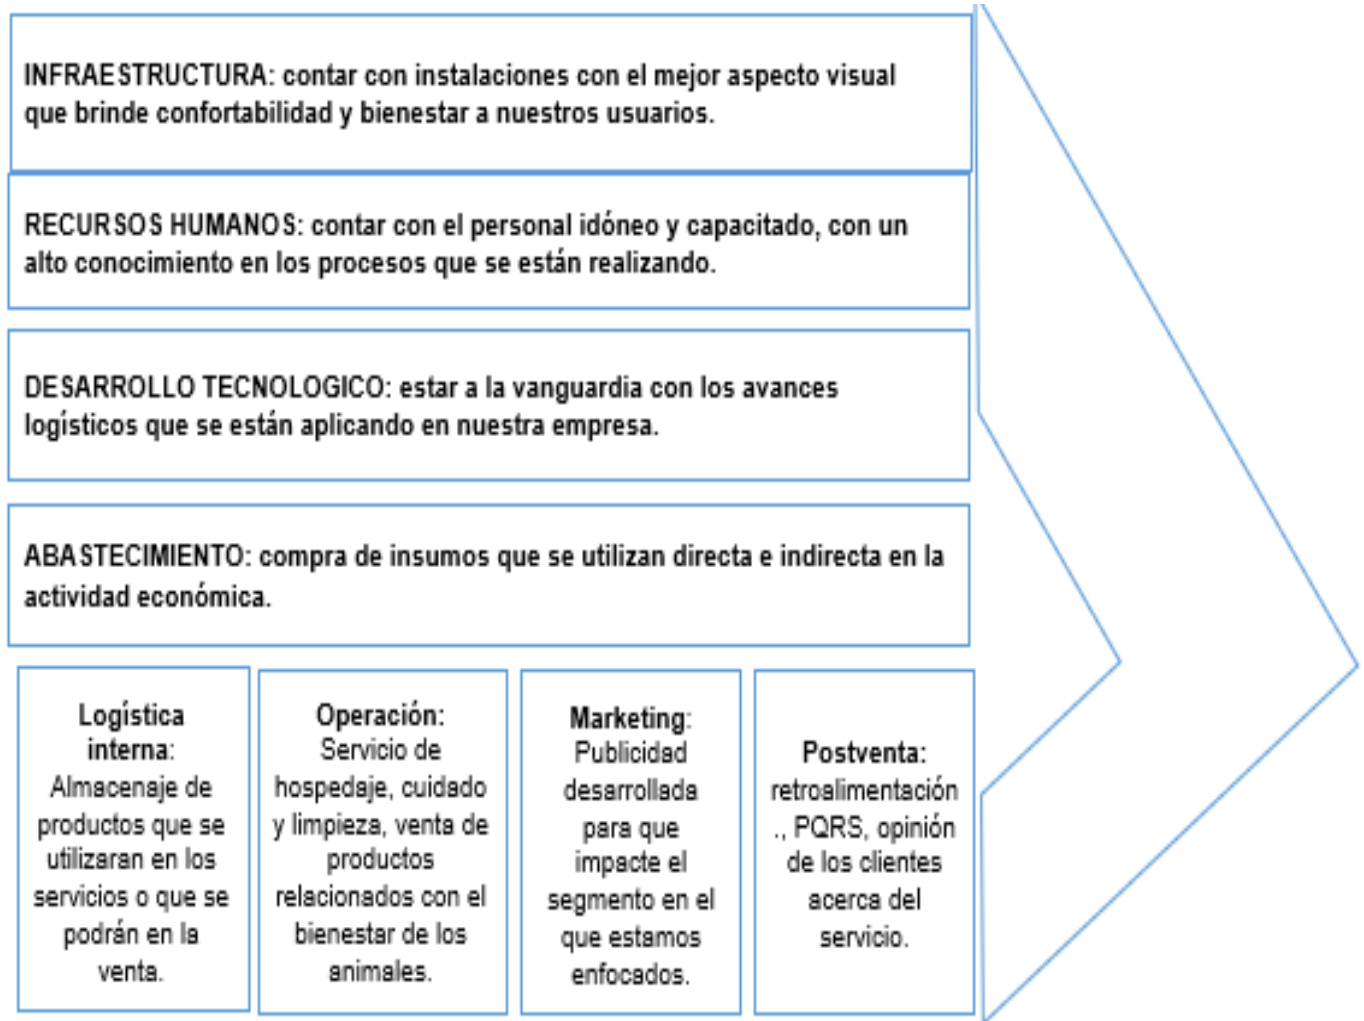 INFRAESTRUCTURA: contar con instalaciones con el mejor aspecto visual
que brinde confortabilidad y bienestar a nuestros usuarios.
RECURSOS HUMANOS: contar con el personal idóneo y capacitado, con un
alto conocimiento en los procesos que se están realizando.
DESARROLLO TECNOLOGICO: estar a la vanguardia con los avances
logísticos que se están aplicando en nuestra empresa.
ABASTECIMIENTO: compra de insumos que se utilizan directa e indirecta en la
actividad económica.
Logística
interna:
Almacenaje de
productos que se
utilizaran en los
servicios o que se
podrán en la
venta.
Operación:
Servicio de
hospedaje, cuidado
y limpieza, venta de
productos
relacionados con el
bienestar de los
animales.
Marketing:
Publicidad
desarrollada
para que
impacte el
segmento en el
que estamos
enfocados.
Postventa:
retroalimentación
., PQRS, opinión
de los clientes
acerca del
servicio.